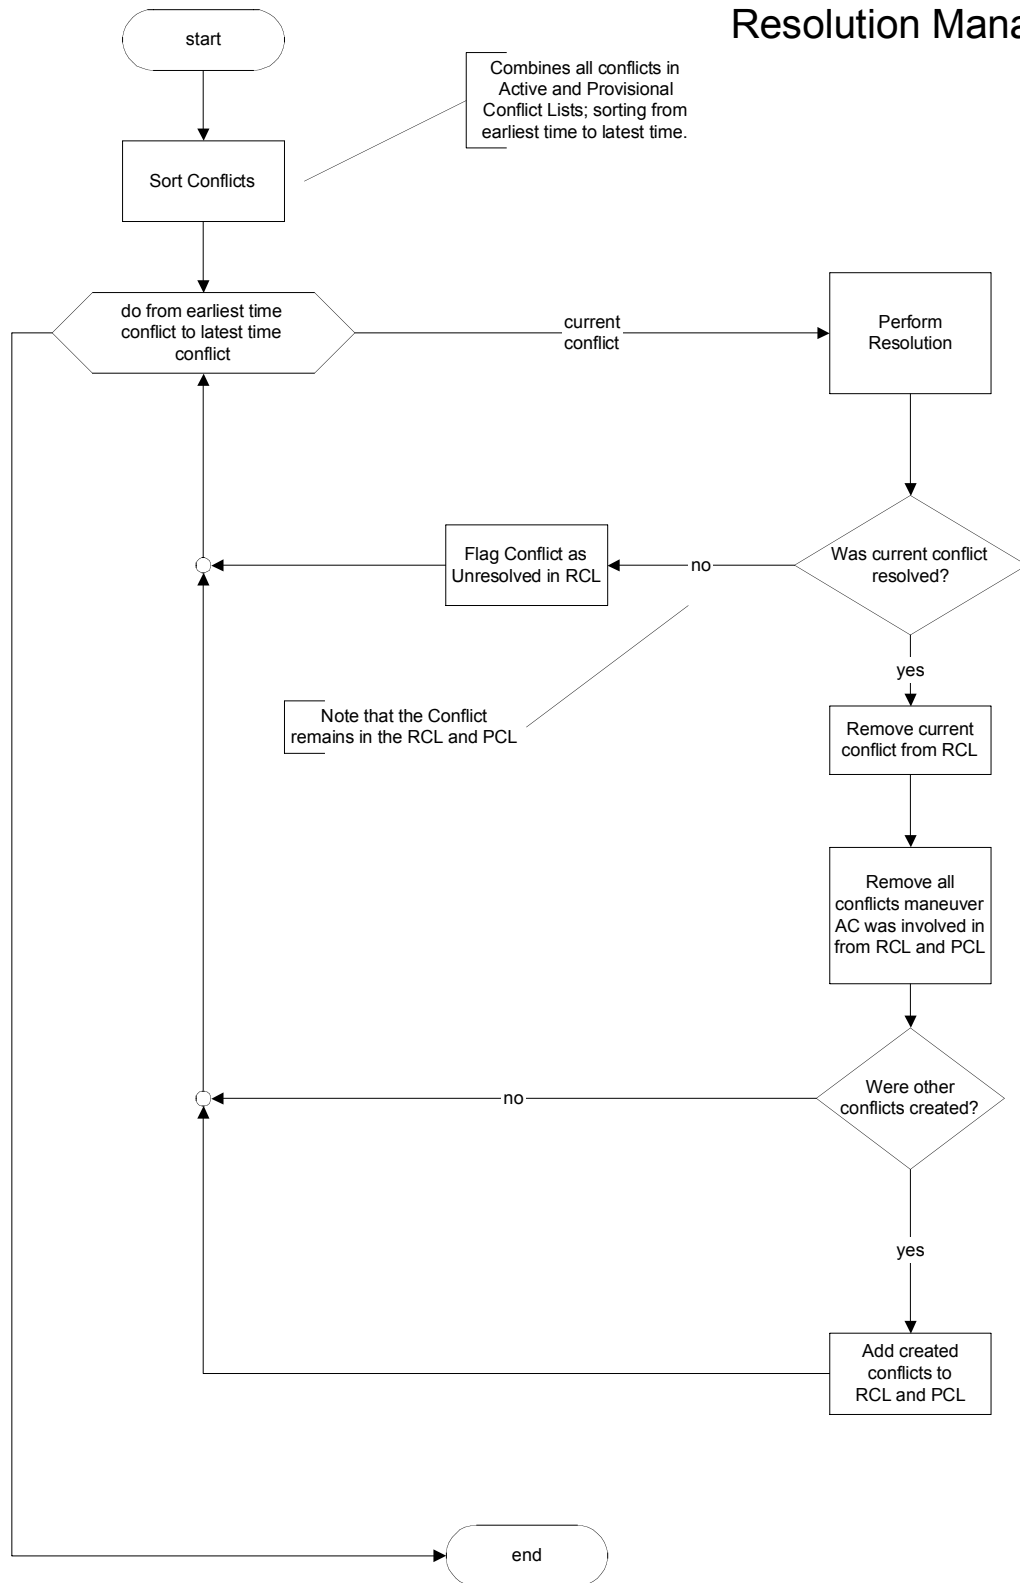 Resolution Mana
start
Combines all conflicts in
Active and Provisional
Conflict Lists; sorting from
earliest time to latest time.
Sort Conflicts
do from earliest time
conflict to latest time
conflict
current
conflict
Perform
Resolution
Was current conflict
resolved?
no
Flag Conflict as
Unresolved in RCL
yes
Note that the Conflict
remains in the RCL and PCL
Remove current
conflict from RCL
Remove all
conflicts maneuver
AC was involved in
from RCL and PCL
Were other
conflicts created?
no
yes
Add created
conflicts to
RCL and PCL
end